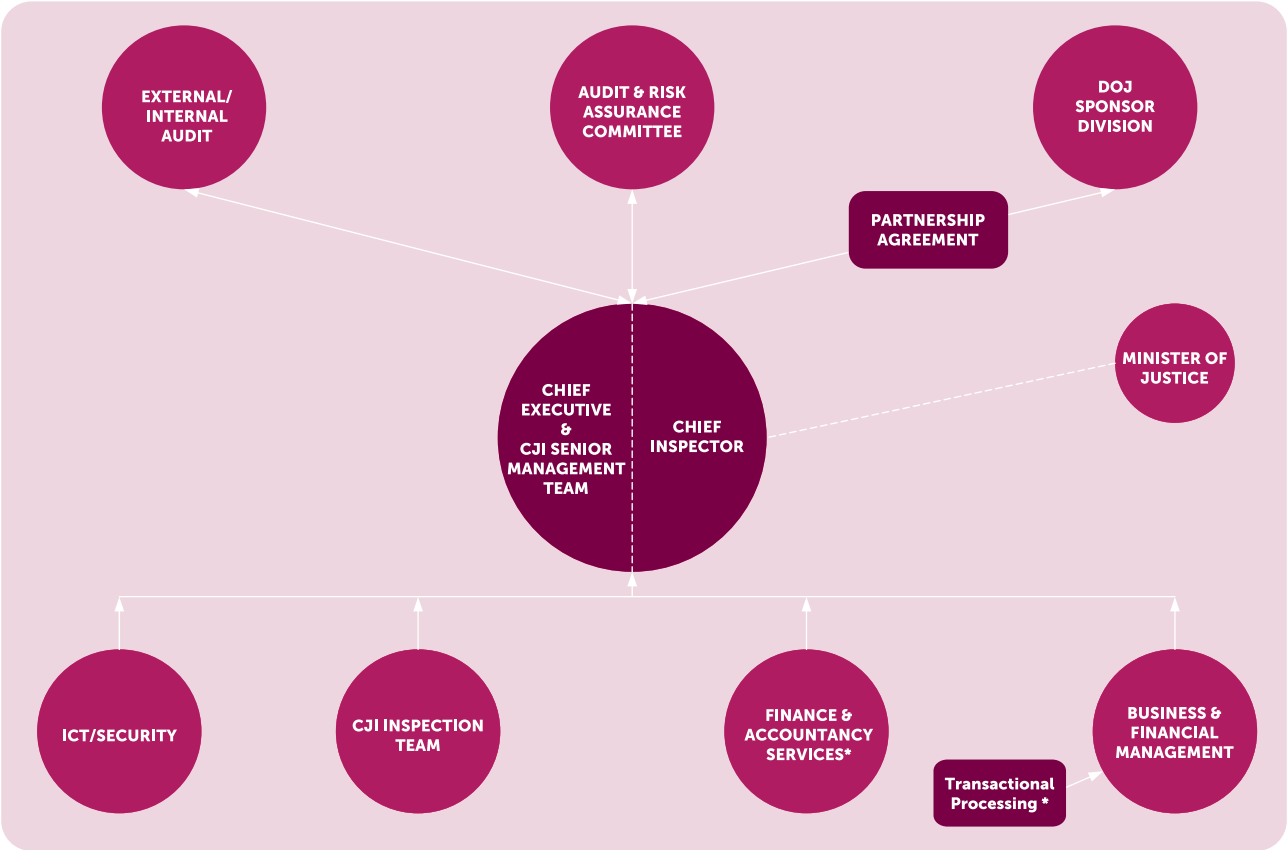 EXTERNAL/
INTERNAL
AUDIT
AUDIT & RISK
ASSURANCE
COMMITTEE
DOJ
SPONSOR
DIVISION
PARTNERSHIP
AGREEMENT
MINISTER OF
JUSTICE
CHIEF
EXECUTIVE
&
CJI SENIOR
MANAGEMENT
TEAM
CHIEF
INSPECTOR
ICT/SECURITY
CJI INSPECTION
TEAM
FINANCE &
ACCOUNTANCY
SERVICES*
BUSINESS &
FINANCIAL
MANAGEMENT
Transactional
Processing *